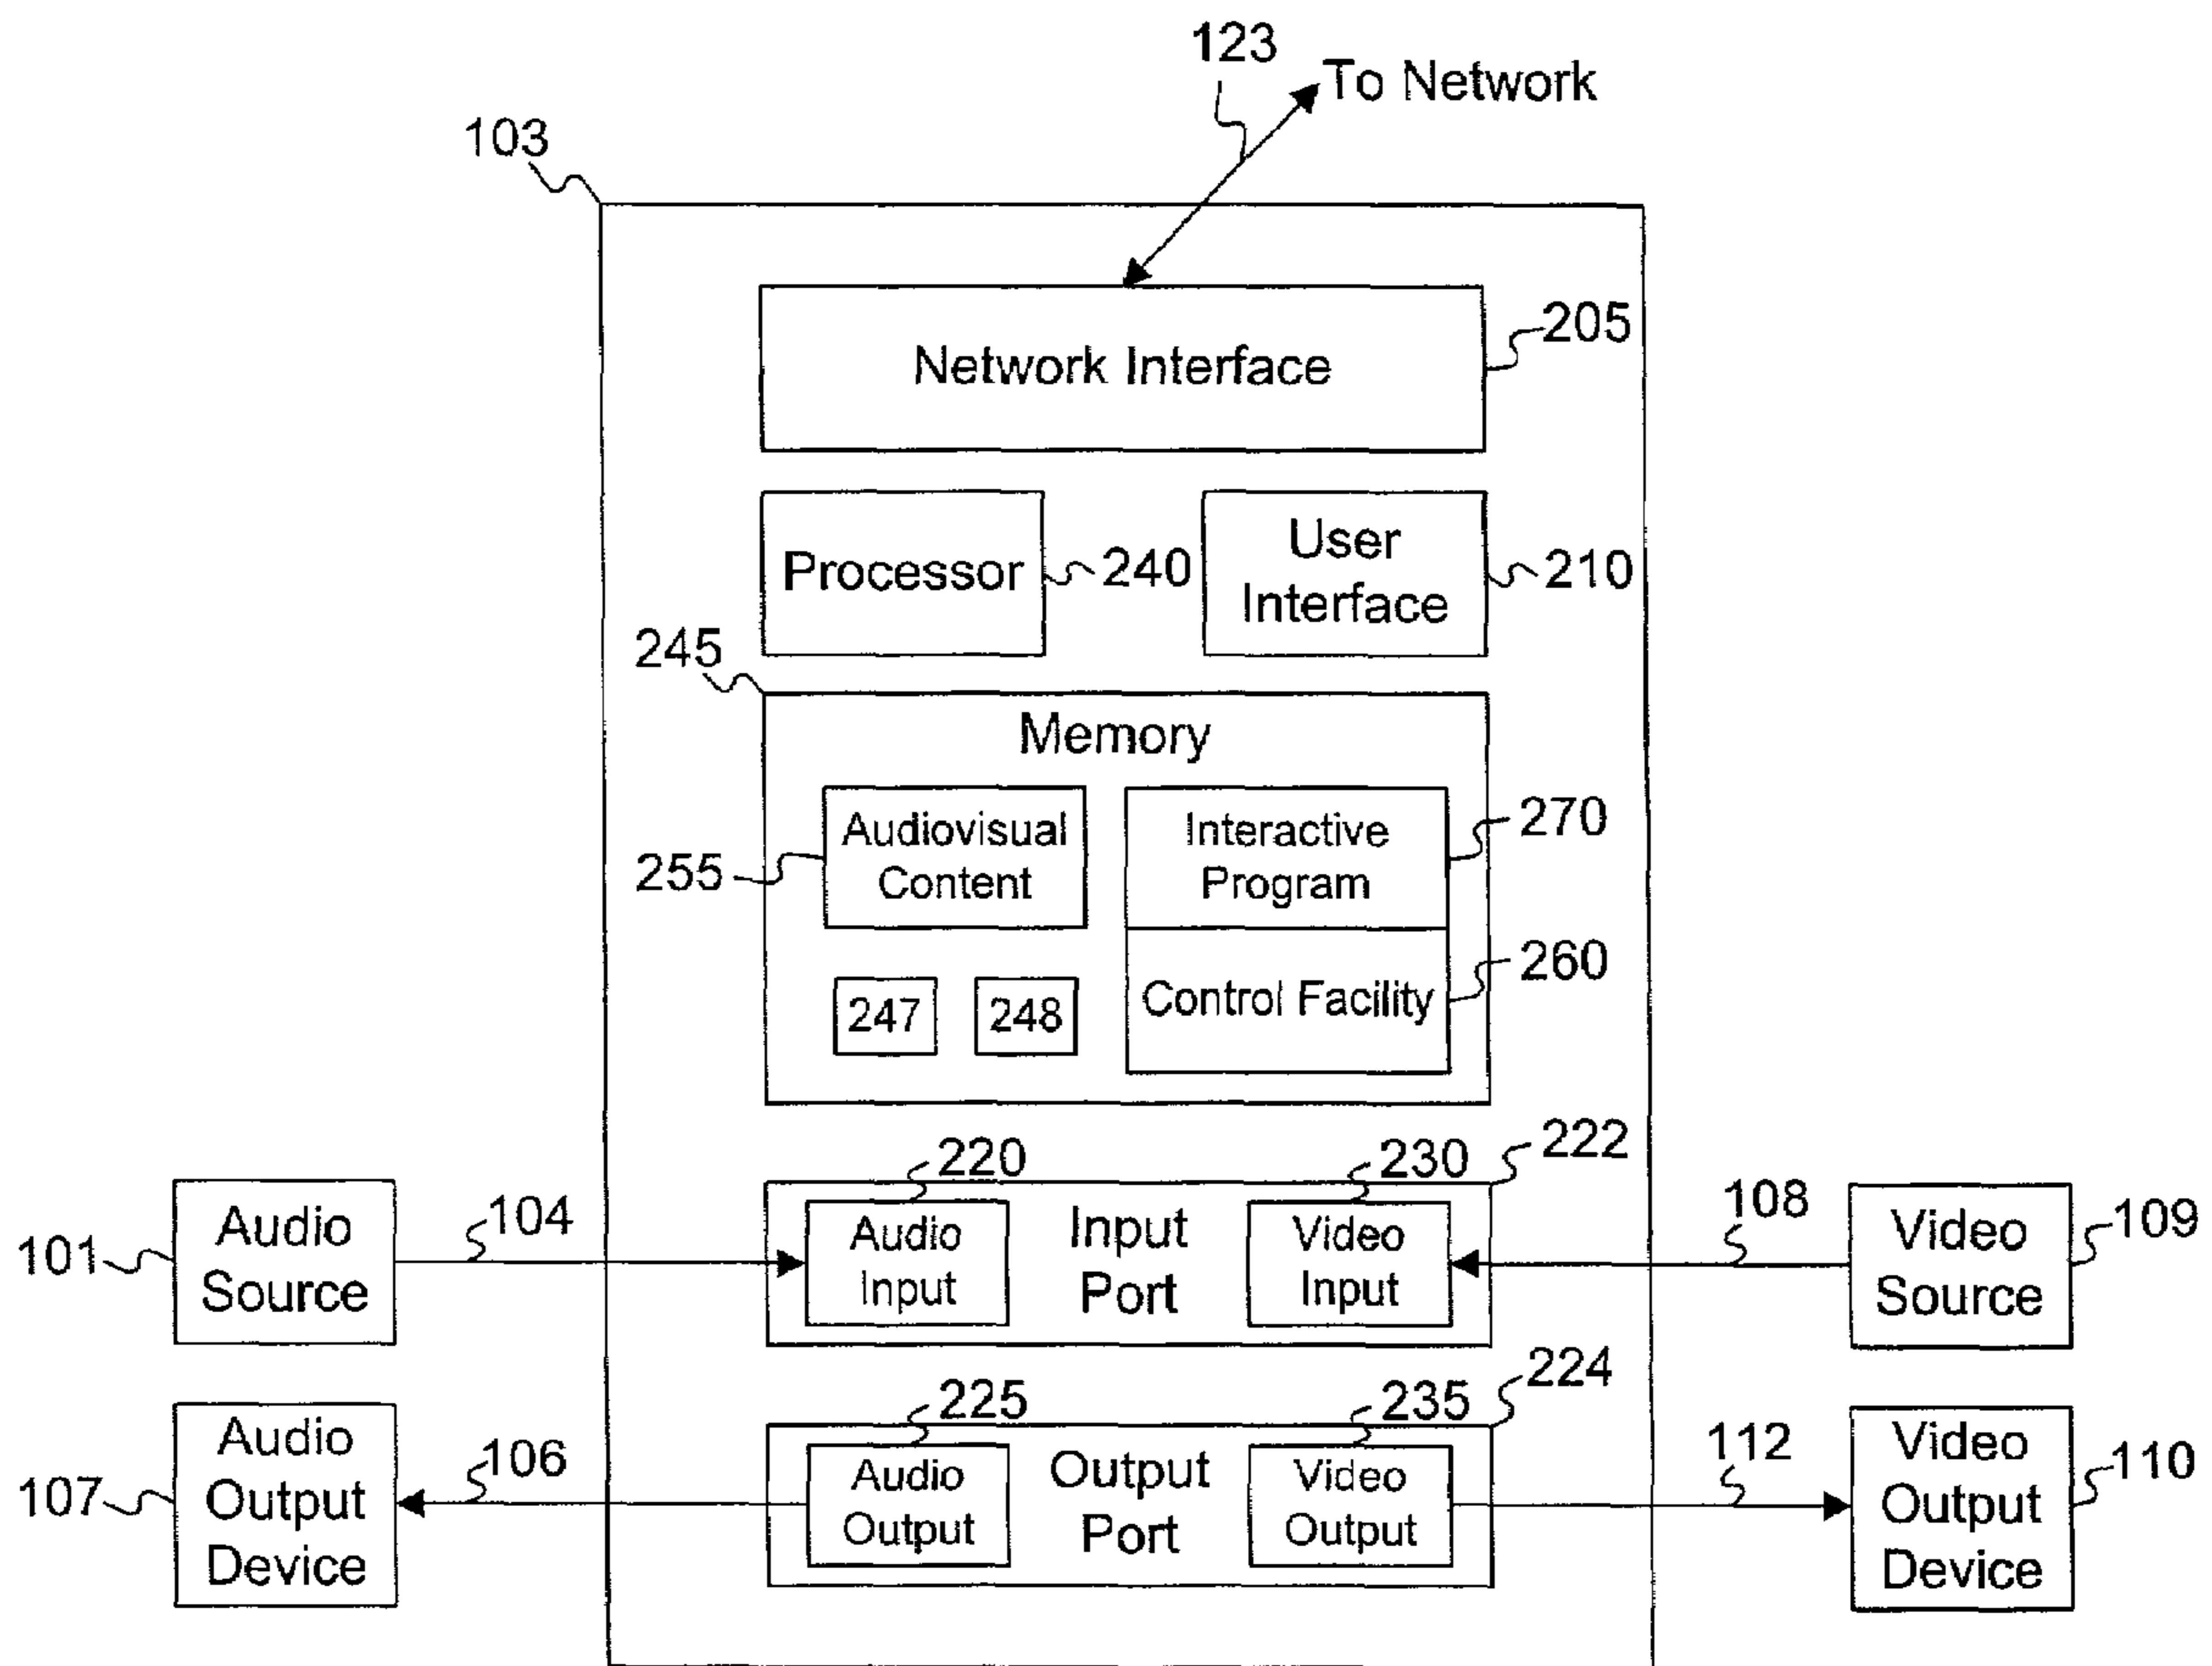 123
To Network
103
Network Interface
205
Processor
240
User
Interface
210
245
Memory
Audiovisual
Content
255
Interactive
Program
270
247
248
Control Facility
260
222
220
230
Audio
Source
101
104
Audio
Input
Input
Port
Video
Input
108
Video
Source
109
224
225
235
Audio
Output
Device
107
106
Audio
Output
Output
Port
Video
Output
112
Video
Output
Device
110